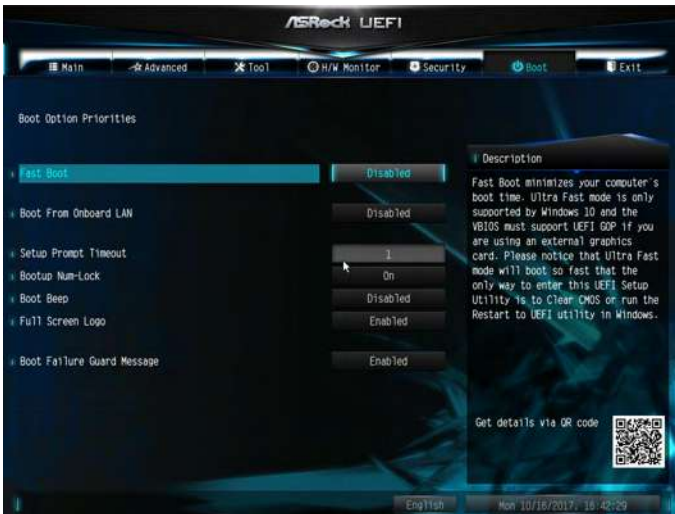 ASRock UEFI
Main Advanced Tool H/W Monitor Security Boot Exit
Boot Option Priorities
Fast Boot Disabled
Boot From Onboard LAN Disabled
Setup Prompt Timeout 1
Bootup Num-Lock On
Boot Beep Disabled
Full Screen Logo Enabled
Boot Failure Guard Message Enabled
Description
Fast Boot minimizes your computer's
boot time. Ultra Fast mode is only
supported by Windows 10 and the
VBIOS must support UEFI GOP if you
are using an external graphics
card. Please notice that Ultra Fast
mode will boot so fast that the
only way to enter this UEFI Setup
Utility is to Clear CMOS or run the
Restart to UEFI utility in Windows.
Get details via QR code
English Mon 10/16/2017, 16:42:29